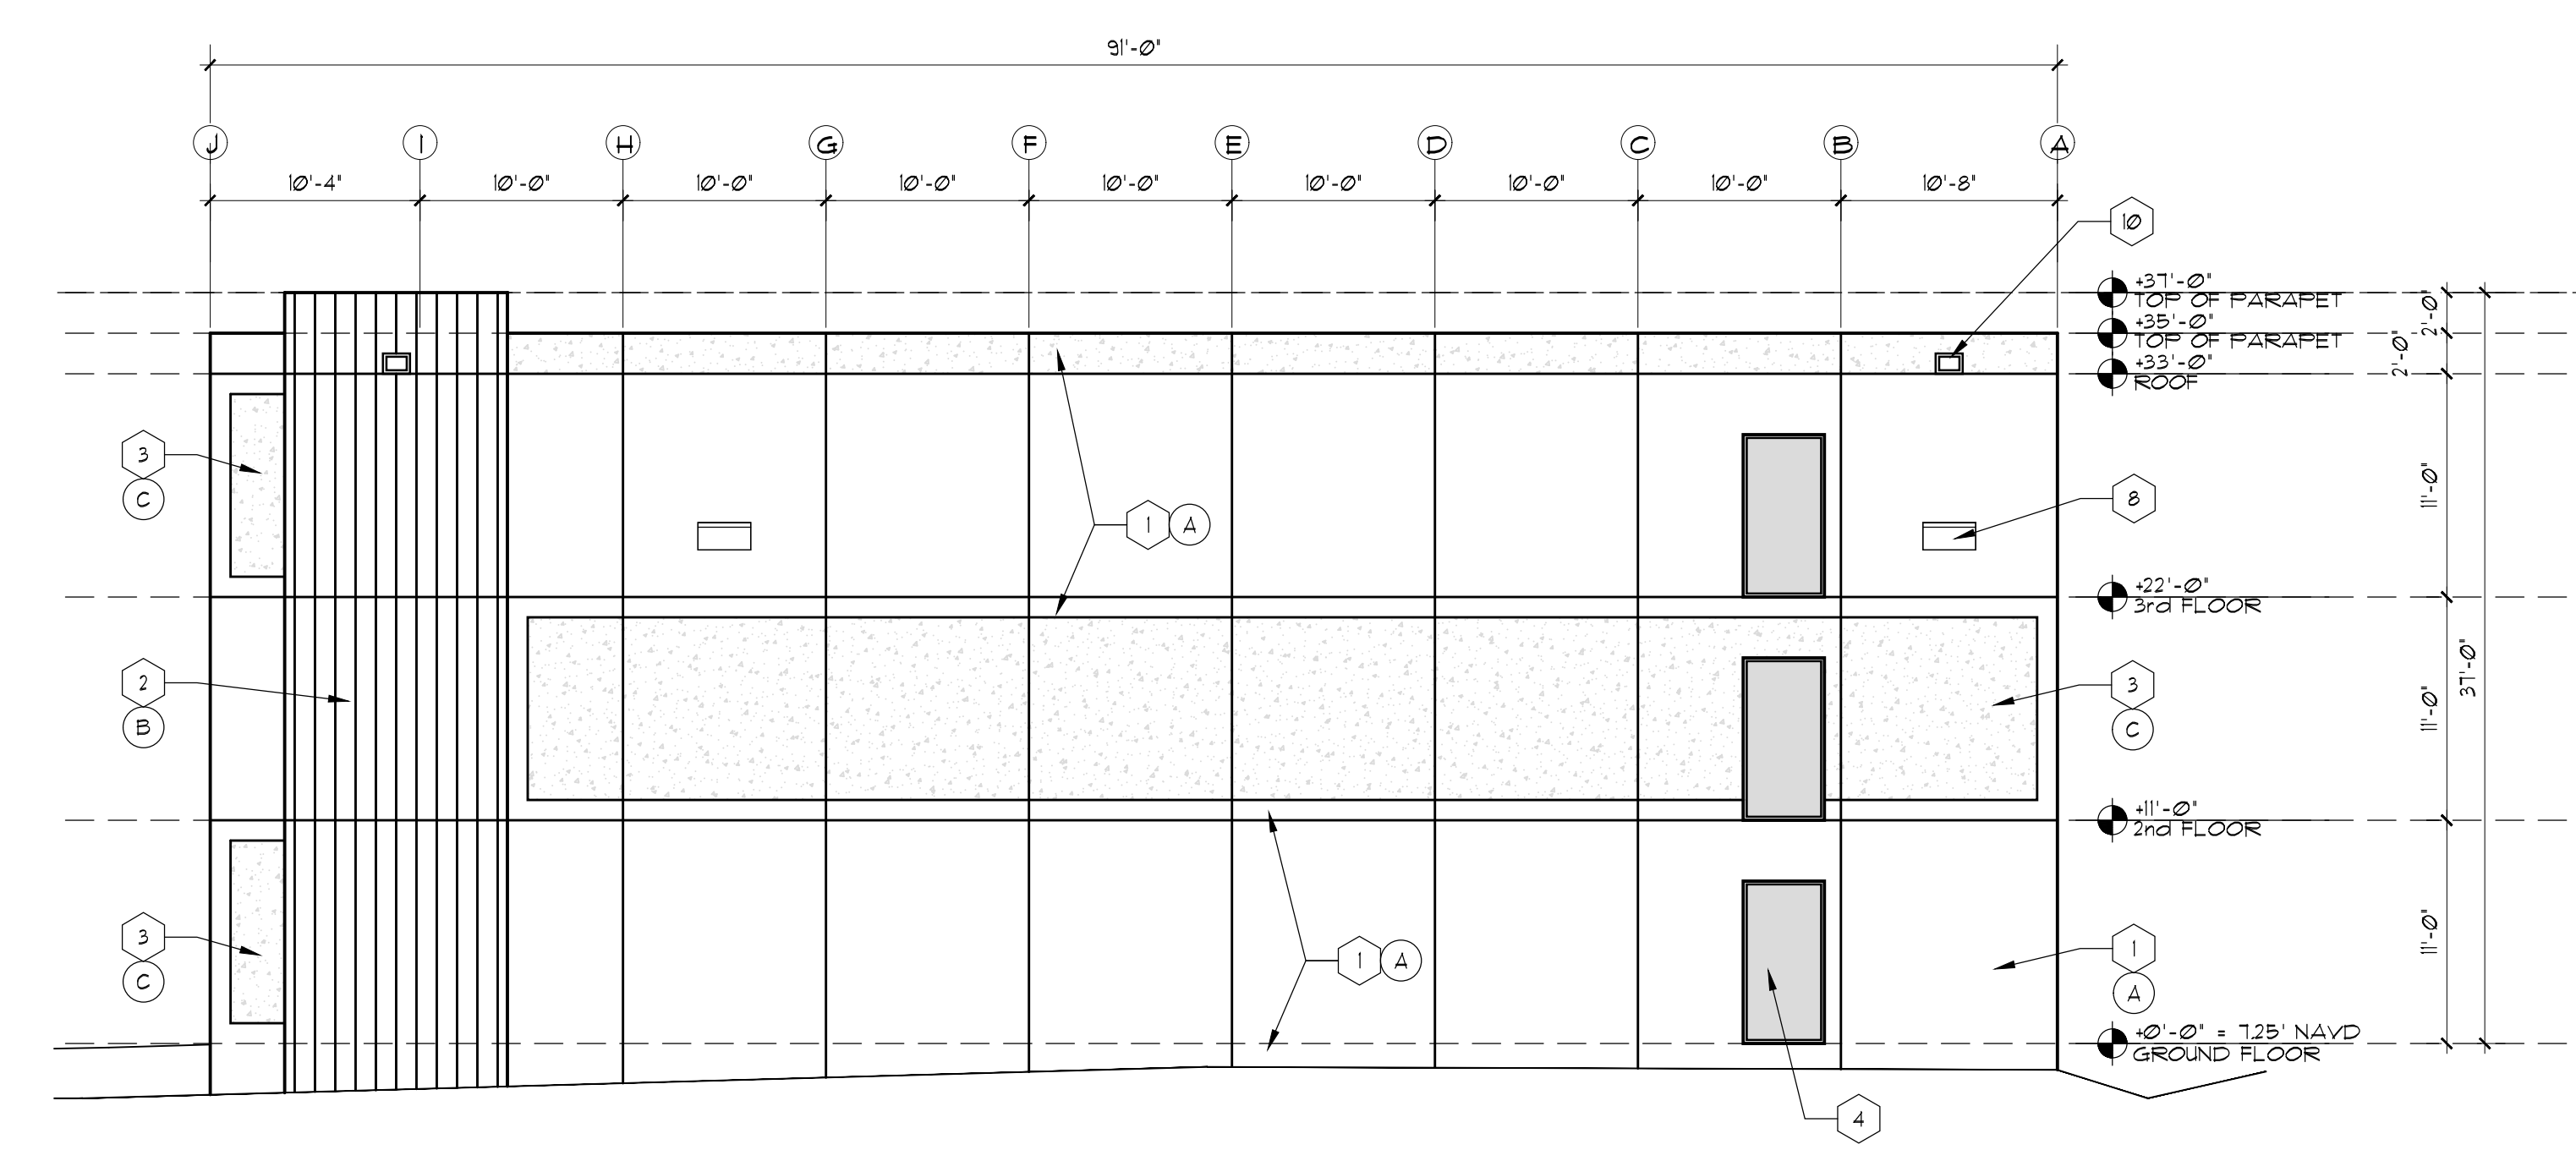 91'-0"
J I H G F E D C B A
10'-4" 10'-0" 10'-0" 10'-0" 10'-0" 10'-0" 10'-0" 10'-0" 10'-8"
10
+37'-0"
TOP OF PARAPET
+35'-0"
TOP OF PARAPET
+33'-0"
ROOF
2'-0"
2'-0"
3
C
1 A
8
11'-0"
+22'-0"
3rd FLOOR
2
B
3
C
11'-0"
37'-0"
+11'-0"
2nd FLOOR
3
C
1 A
1
A
11'-0"
+0'-0" = 7.25' NAVD
GROUND FLOOR
4